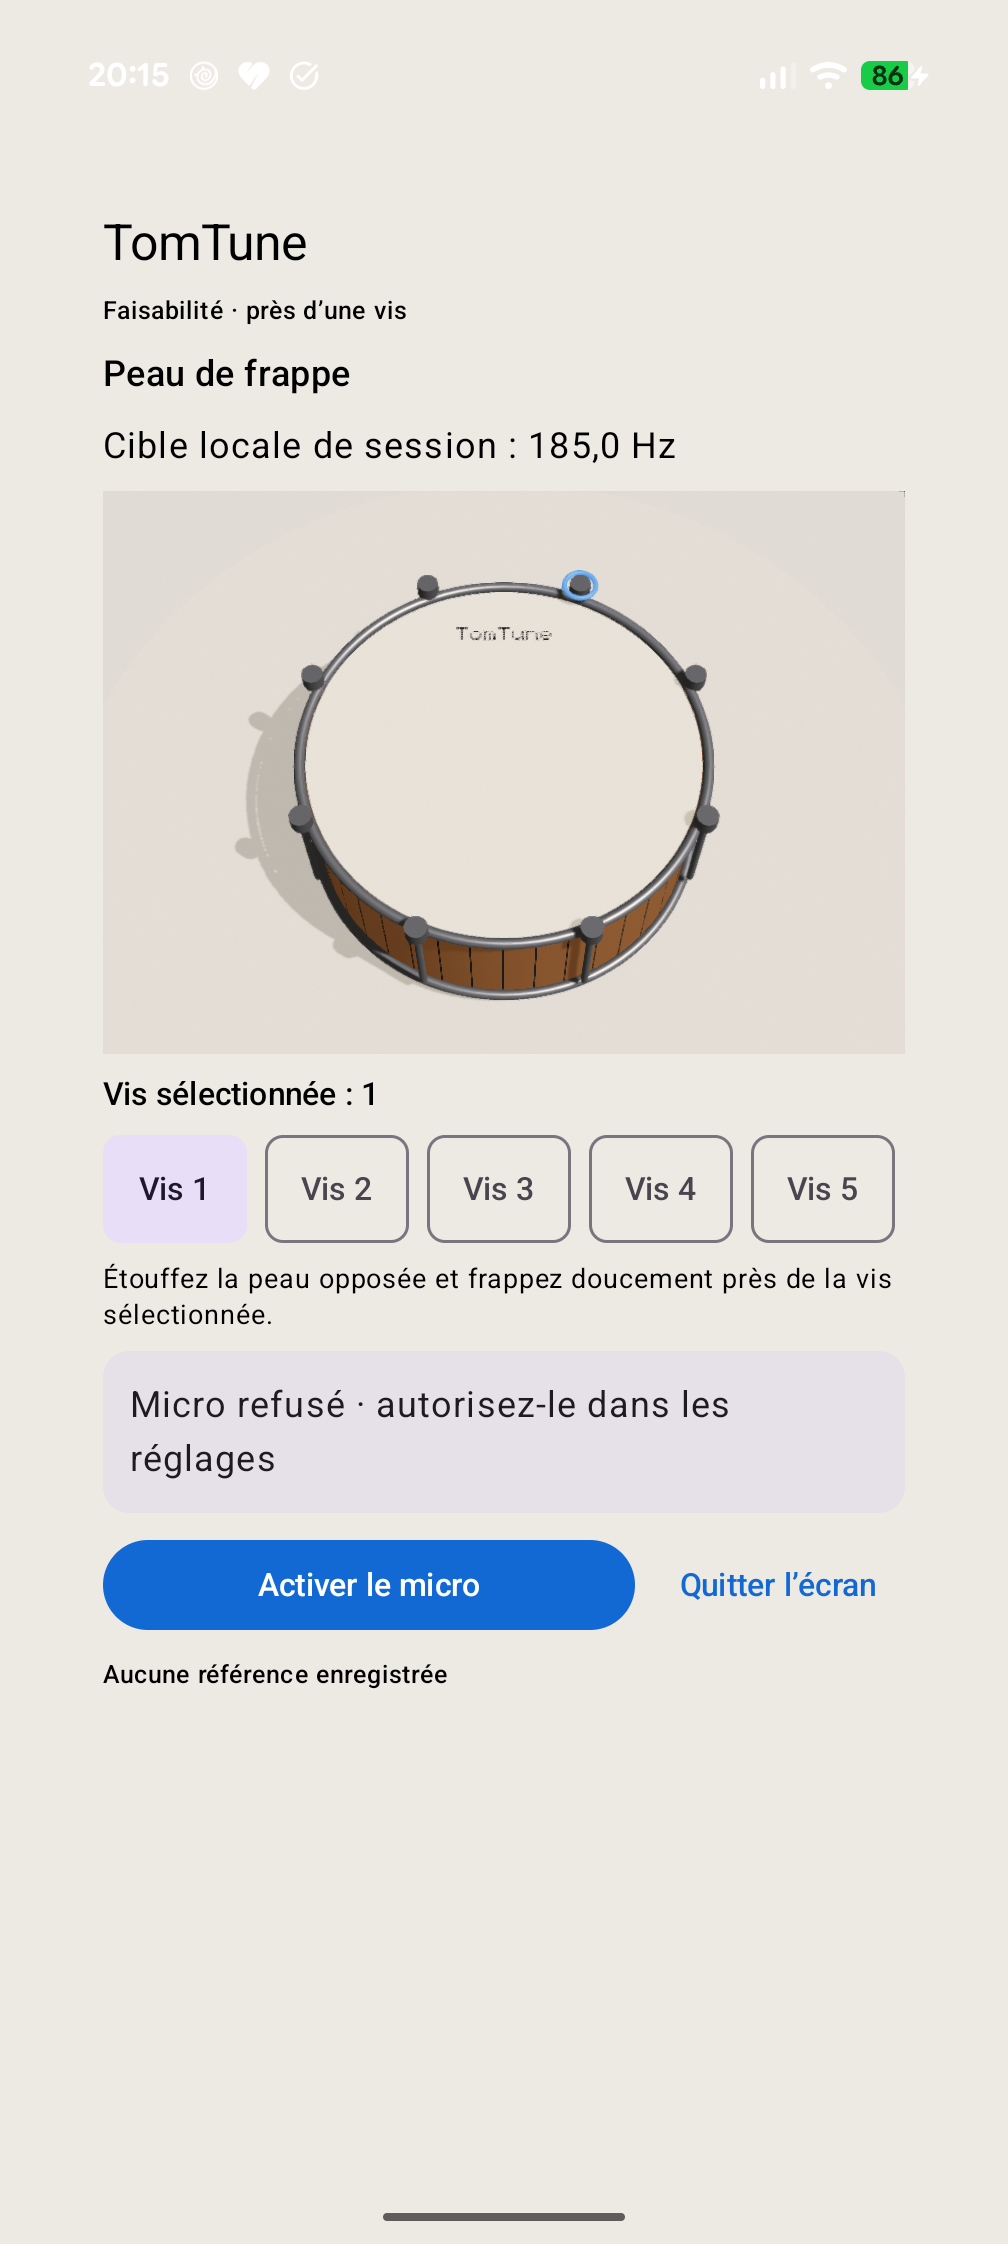 20:15
86
TomTune
Faisabilité · près d’une vis
Peau de frappe
Cible locale de session : 185,0 Hz
TomTune
Vis sélectionnée : 1
Vis 1 Vis 2 Vis 3 Vis 4 Vis 5
Étouffez la peau opposée et frappez doucement près de la vis
sélectionnée.
Micro refusé · autorisez-le dans les
réglages
Activer le micro Quitter l’écran
Aucune référence enregistrée